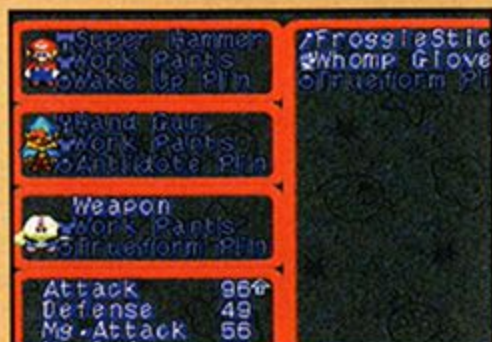 Super Hammer
Work Pants
Wake Up Pin
Hand Gun
Work Pants
Antidote Pin
Weapon
Work Pants
Trueform Pin
Attack 96
Defense 49
Mg.Attack 56
FroggieStic
Whomp Glove
Trueform Pi